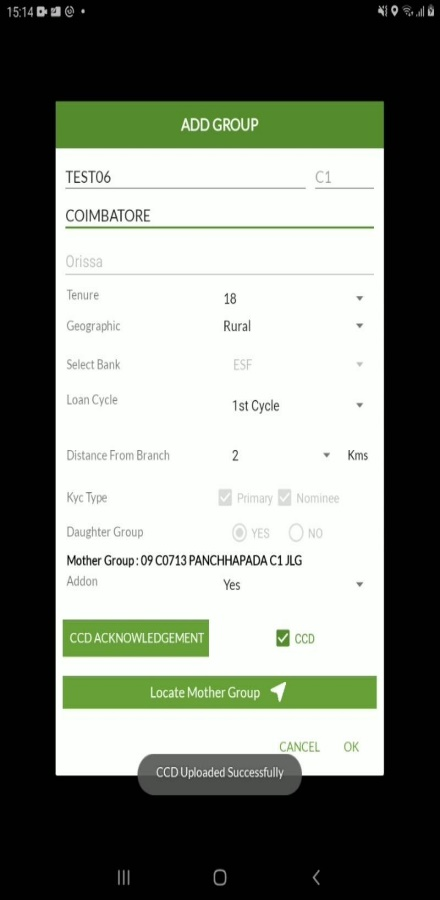 15:14
ADD GROUP
TEST06 C1
COIMBATORE
Orissa
Tenure 18
Geographic Rural
Select Bank ESF
Loan Cycle 1st Cycle
Distance From Branch 2 Kms
Kyc Type Primary Nominee
Daughter Group YES NO
Mother Group : 09 C0713 PANCHHAPADA C1 JLG
Addon Yes
CCD ACKNOWLEDGEMENT CCD
Locate Mother Group
CANCEL OK
CCD Uploaded Successfully